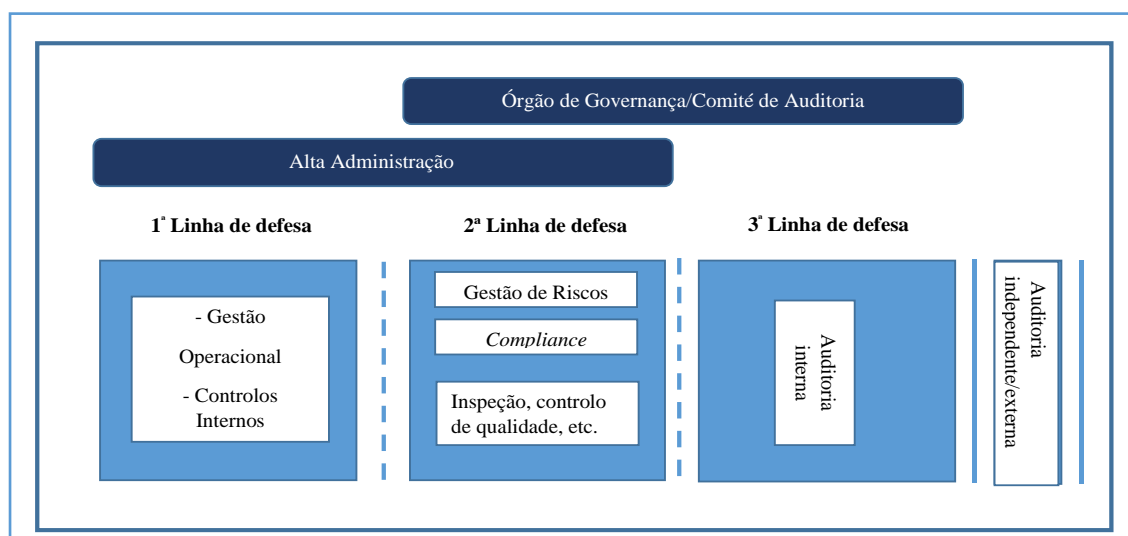 Órgão de Governança/Comité de Auditoria
Alta Administração
1ª Linha de defesa
2ª Linha de defesa
3ª Linha de defesa
- Gestão
Operacional
- Controlos
Internos
Gestão de Riscos
Compliance
Inspeção, controlo
de qualidade, etc.
Auditoria
interna
Auditoria
independente/externa